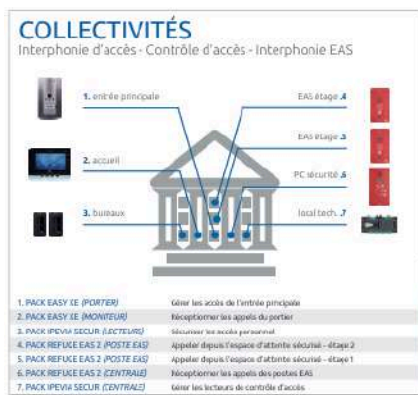 COLLECTIVITÉS
Interphonie d'accès - Contrôle d'accès - Interphonie EAS
1. entrée principale
EAS étage .4
EAS étage .5
2. accueil
PC sécurité .6
3. bureaux
local tech. .7
1. PACK EASY SE (PORTIER) Gérer les accès de l'entrée principale
2. PACK EASY SE (MONITEUR) Réceptionner les appels du portier
3. PACK IPEVIA SECUR (LECTEURS) Sécuriser les accès personnel
4. PACK REFUGE EAS 2 (POSTE EAS) Appeler depuis l'espace d'attente sécurisé - étage 2
5. PACK REFUGE EAS 2 (POSTE EAS) Appeler depuis l'espace d'attente sécurisé - étage 1
6. PACK REFUGE EAS 2 (CENTRALE) Réceptionner les appels des postes EAS
7. PACK IPEVIA SECUR (CENTRALE) Gérer les lecteurs de contrôle d'accès